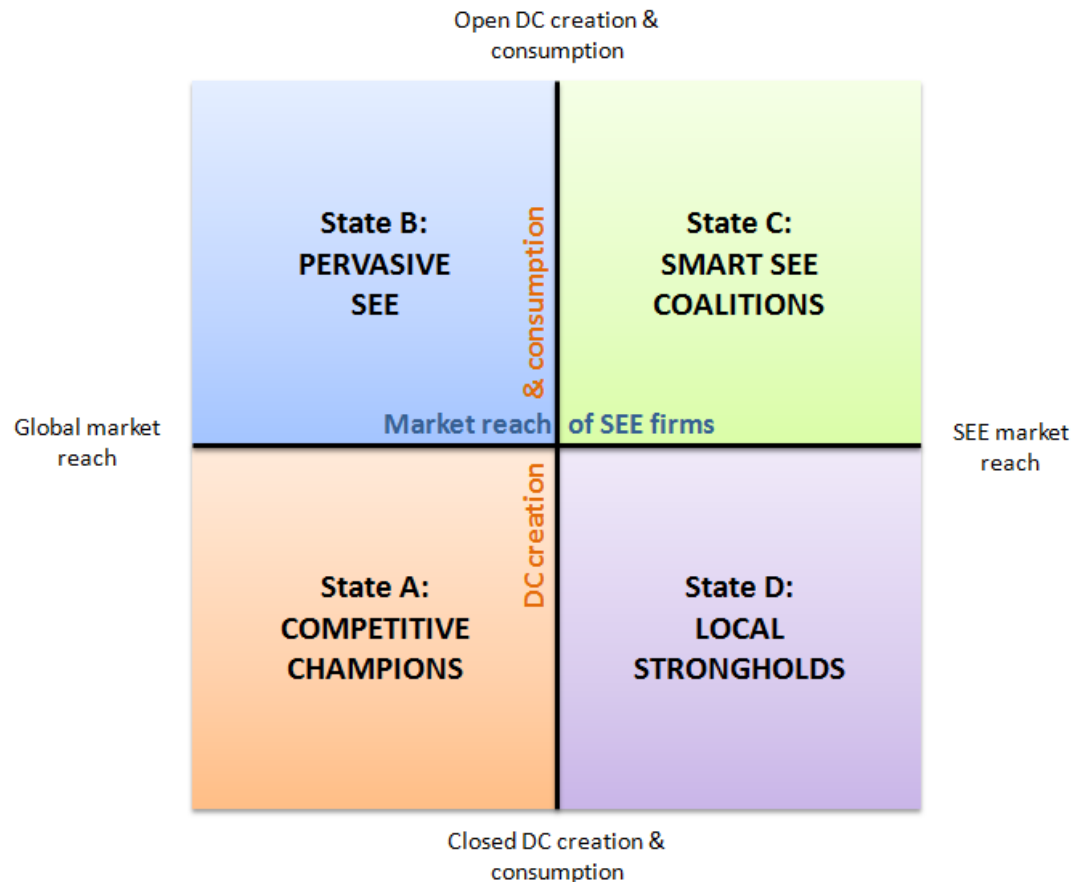 Open DC creation &
consumption
State B:
PERVASIVE
SEE
State C:
SMART SEE
COALITIONS
DC creation & consumption
Market reach of SEE firms
Global market
reach
SEE market
reach
State A:
COMPETITIVE
CHAMPIONS
State D:
LOCAL
STRONGHOLDS
Closed DC creation &
consumption